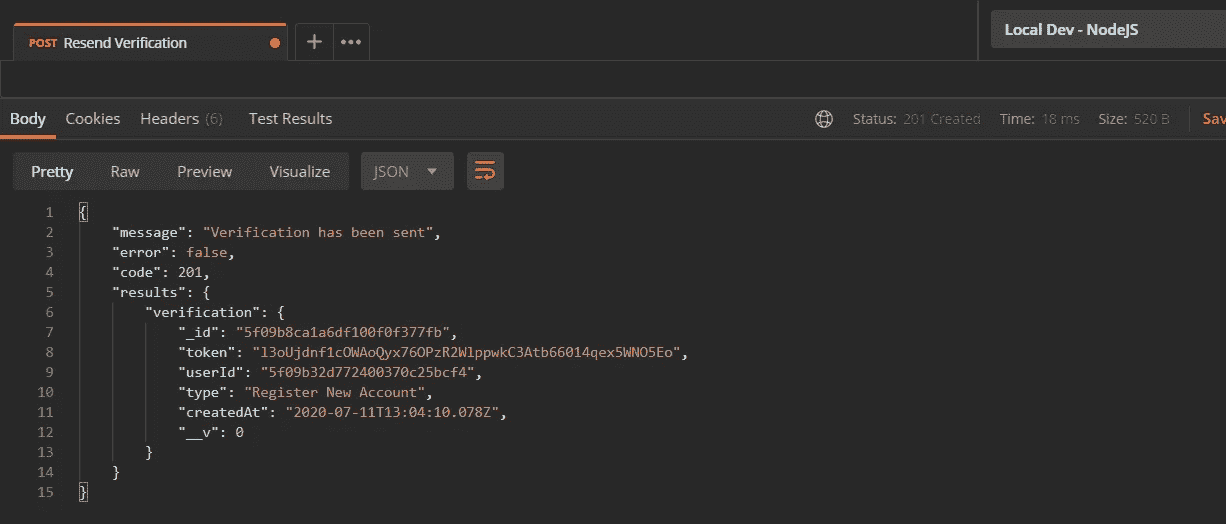 POST Resend Verification
Local Dev - NodeJS
Body Cookies Headers (6) Test Results Status: 201 Created Time: 18 ms Size: 520 B Sav
Pretty Raw Preview Visualize JSON
1 {
2 "message": "Verification has been sent",
3 "error": false,
4 "code": 201,
5 "results": {
6 "verification": {
7 "_id": "5f09b8ca1a6df100f0f377fb",
8 "token": "l3oUjdnf1cOWAoQyx76OPzR2WlppwkC3Atb66014qex5WNO5Eo",
9 "userId": "5f09b32d772400370c25bcf4",
10 "type": "Register New Account",
11 "createdAt": "2020-07-11T13:04:10.078Z",
12 "__v": 0
13 }
14 }
15 }